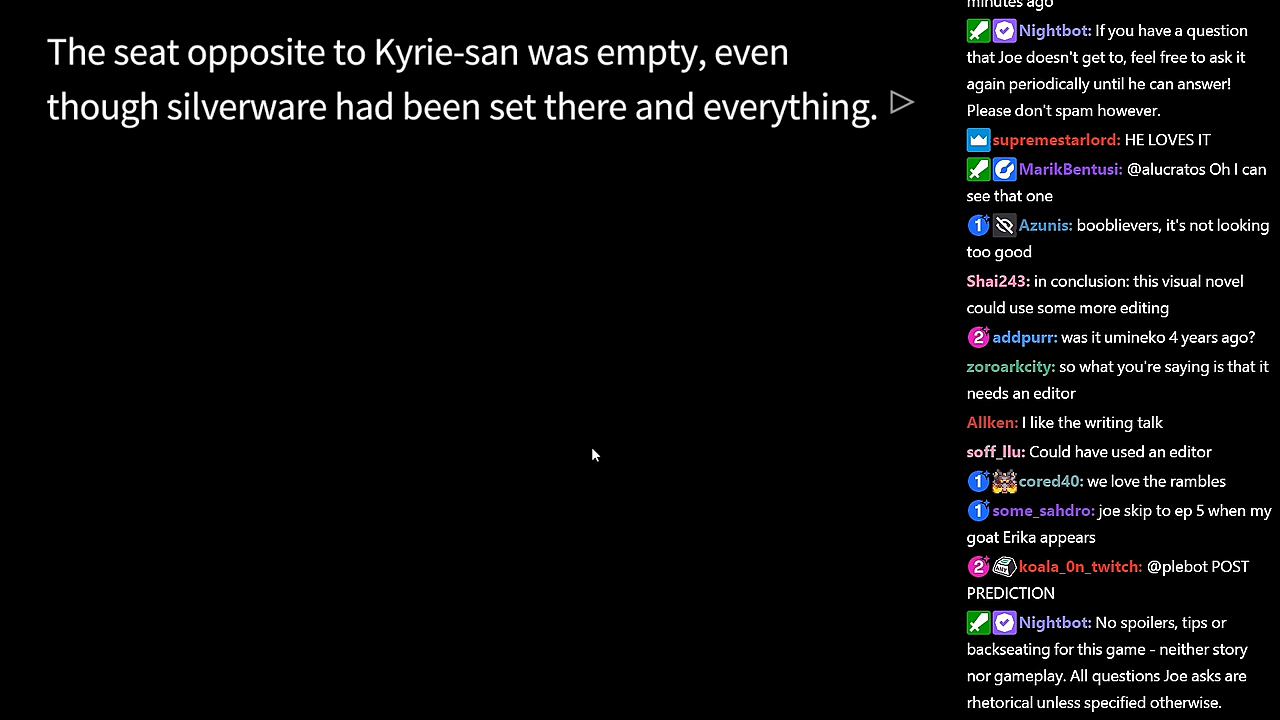 The seat opposite to Kyrie-san was empty, even
though silverware had been set there and everything.
minutes ago
Nightbot: If you have a question
that Joe doesn't get to, feel free to ask it
again periodically until he can answer!
Please don't spam however.
supremestarlord: HE LOVES IT
MarikBentusi: @alucratos Oh I can
see that one
1 Azunis: booblievers, it's not looking
too good
Shai243: in conclusion: this visual novel
could use some more editing
2 addpurr: was it umineko 4 years ago?
zoroarkcity: so what you're saying is that it
needs an editor
Allken: I like the writing talk
soff_llu: Could have used an editor
1 cored40: we love the rambles
1 some_sahdro: joe skip to ep 5 when my
goat Erika appears
2 koala_0n_twitch: @plebot POST
PREDICTION
Nightbot: No spoilers, tips or
backseating for this game - neither story
nor gameplay. All questions Joe asks are
rhetorical unless specified otherwise.